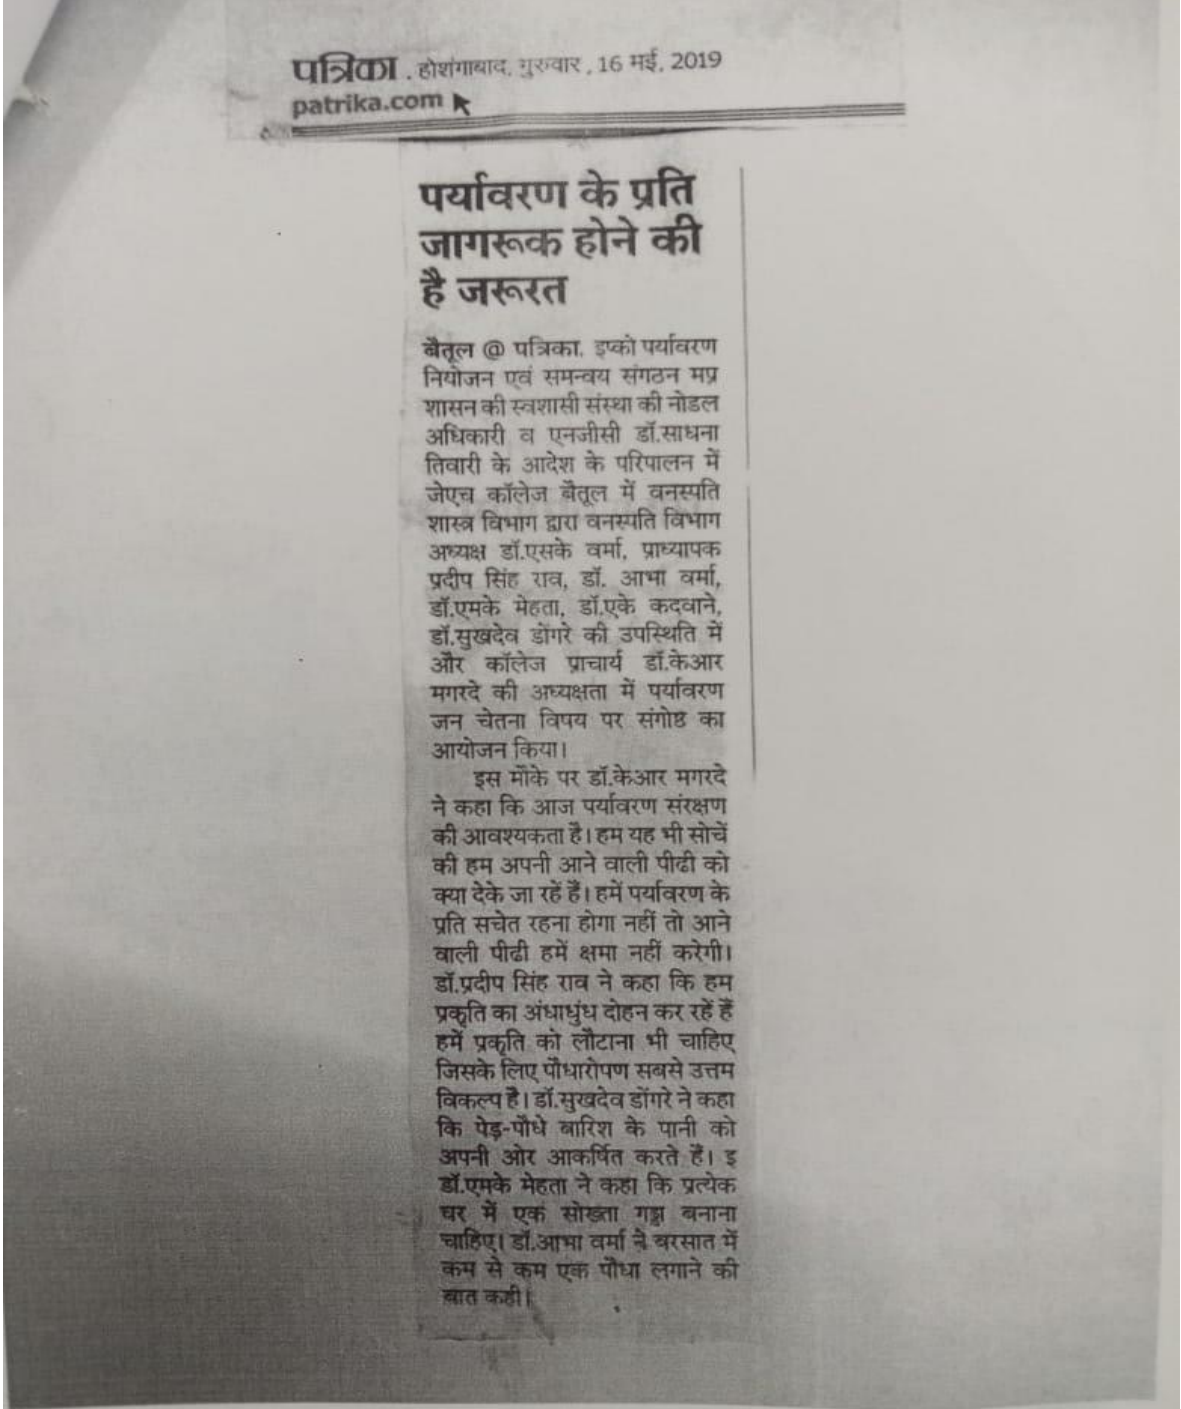 पत्रिका . होशंगाबाद, गुरुवार, 16 मई, 2019
patrika.com
पर्यावरण के प्रति
जागरूक होने की
है जरूरत
बैतूल @ पत्रिका. इप्को पर्यावरण
नियोजन एवं समन्वय संगठन मप्र
शासन की स्वशासी संस्था की नोडल
अधिकारी व एनजीसी डॉ.साधना
तिवारी के आदेश के परिपालन में
जेएच कॉलेज बैतूल में वनस्पति
शास्त्र विभाग द्वारा वनस्पति विभाग
अध्यक्ष डॉ.एसके वर्मा, प्राध्यापक
प्रदीप सिंह राव, डॉ. आभा वर्मा,
डॉ.एमके मेहता, डॉ.एके कदवाने,
डॉ.सुखदेव डोंगरे की उपस्थिति में
और कॉलेज प्राचार्य डॉ.केआर
मगरदे की अध्यक्षता में पर्यावरण
जन चेतना विषय पर संगोष्ठ का
आयोजन किया।
इस मौके पर डॉ.केआर मगरदे
ने कहा कि आज पर्यावरण संरक्षण
की आवश्यकता है। हम यह भी सोचें
की हम अपनी आने वाली पीढी को
क्या देके जा रहें हैं। हमें पर्यावरण के
प्रति सचेत रहना होगा नहीं तो आने
वाली पीढी हमें क्षमा नहीं करेगी।
डॉ.प्रदीप सिंह राव ने कहा कि हम
प्रकृति का अंधाधुंध दोहन कर रहें हैं
हमें प्रकृति को लौटाना भी चाहिए
जिसके लिए पौधारोपण सबसे उत्तम
विकल्प है। डॉ.सुखदेव डोंगरे ने कहा
कि पेड़-पौधे बारिश के पानी को
अपनी ओर आकर्षित करते हैं। इ
डॉ.एमके मेहता ने कहा कि प्रत्येक
घर में एक सोख्ता गड्ढा बनाना
चाहिए। डॉ.आभा वर्मा ने बरसात में
कम से कम एक पौधा लगाने की
बात कही।